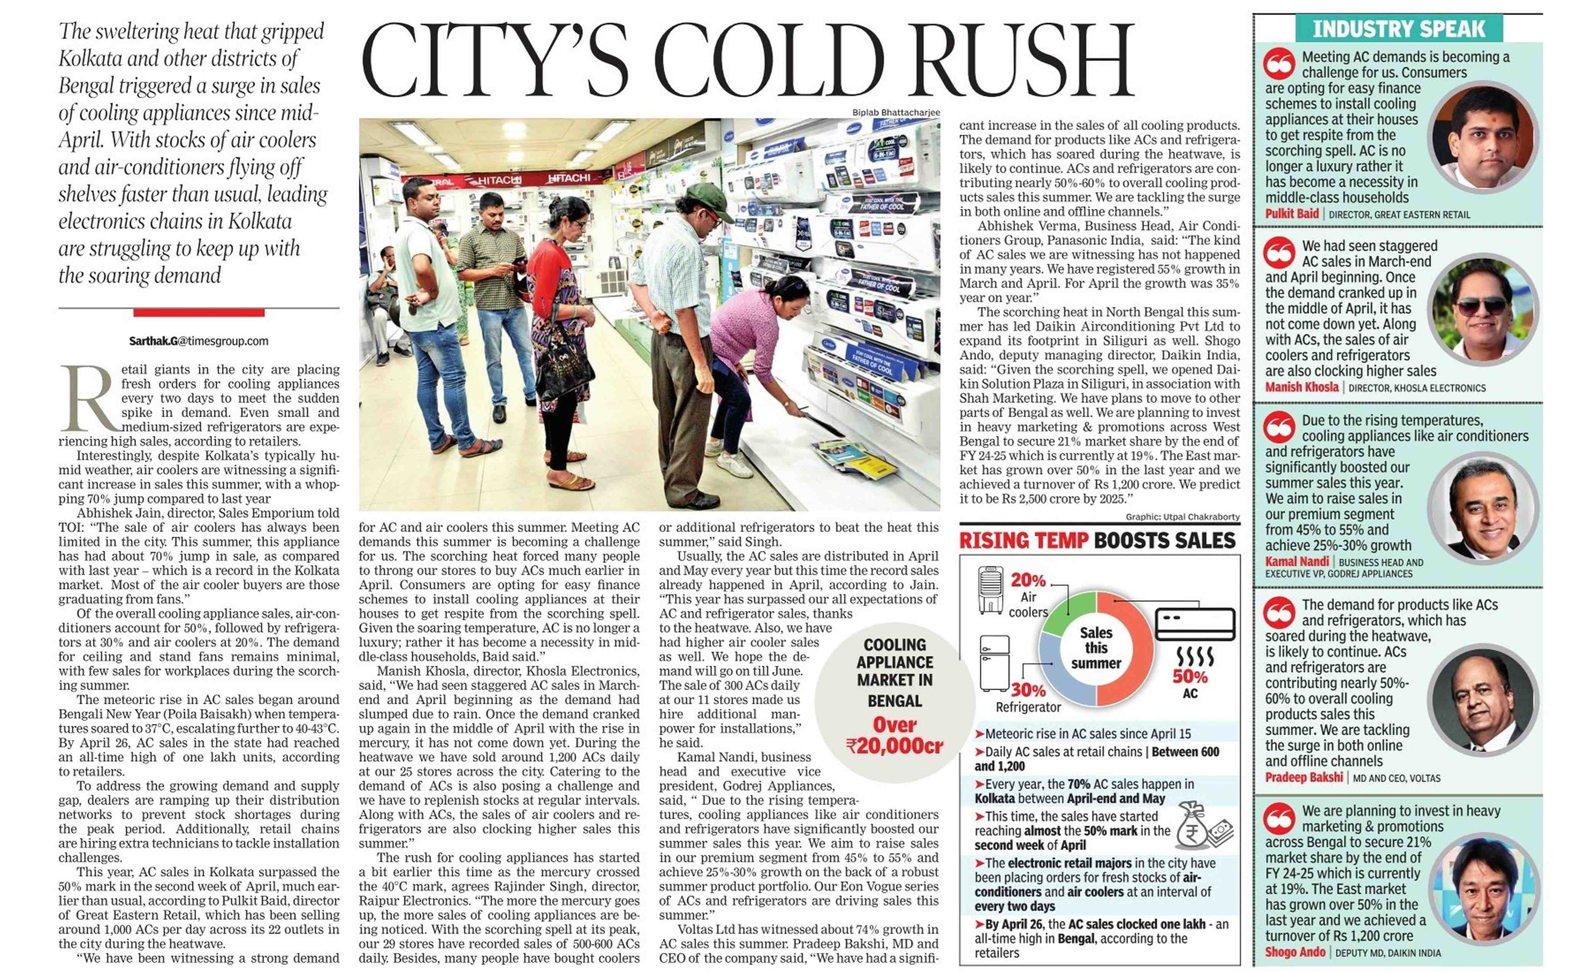 The sweltering heat that gripped
Kolkata and other districts of
Bengal triggered a surge in sales
of cooling appliances since mid-
April. With stocks of air coolers
and air-conditioners flying off
shelves faster than usual, leading
electronics chains in Kolkata
are struggling to keep up with
the soaring demand
Sarthak.G@timesgroup.com
CITY'S COLD RUSH
Biplab Bhattacharjee
HITACHI
HITACHI
Retail giants in the city are placing
fresh orders for cooling appliances
every two days to meet the sudden
spike in demand. Even small and
medium-sized refrigerators are expe-
riencing high sales, according to retailers.
Interestingly, despite Kolkata's typically hu-
mid weather, air coolers are witnessing a signifi-
cant increase in sales this summer, with a whop-
ping 70% jump compared to last year
Abhishek Jain, director, Sales Emporium told
TOI: “The sale of air coolers has always been
limited in the city. This summer, this appliance
has had about 70% jump in sale, as compared
with last year – which is a record in the Kolkata
market. Most of the air cooler buyers are those
graduating from fans.”
Of the overall cooling appliance sales, air-con-
ditioners account for 50%, followed by refrigera-
tors at 30% and air coolers at 20%. The demand
for ceiling and stand fans remains minimal,
with few sales for workplaces during the scorch-
ing summer.
The meteoric rise in AC sales began around
Bengali New Year (Poila Baisakh) when tempera-
tures soared to 37°C, escalating further to 40-43°C.
By April 26, AC sales in the state had reached
an all-time high of one lakh units, according
to retailers.
To address the growing demand and supply
gap, dealers are ramping up their distribution
networks to prevent stock shortages during
the peak period. Additionally, retail chains
are hiring extra technicians to tackle installation
challenges.
This year, AC sales in Kolkata surpassed the
50% mark in the second week of April, much ear-
lier than usual, according to Pulkit Baid, director
of Great Eastern Retail, which has been selling
around 1,000 ACs per day across its 22 outlets in
the city during the heatwave.
“We have been witnessing a strong demand
for AC and air coolers this summer. Meeting AC
demands this summer is becoming a challenge
for us. The scorching heat forced many people
to throng our stores to buy ACs much earlier in
April. Consumers are opting for easy finance
schemes to install cooling appliances at their
houses to get respite from the scorching spell.
Given the soaring temperature, AC is no longer a
luxury; rather it has become a necessity in mid-
dle-class households, Baid said.”
Manish Khosla, director, Khosla Electronics,
said, “We had seen staggered AC sales in March-
end and April beginning as the demand had
slumped due to rain. Once the demand cranked
up again in the middle of April with the rise in
mercury, it has not come down yet. During the
heatwave we have sold around 1,200 ACs daily
at our 25 stores across the city. Catering to the
demand of ACs is also posing a challenge and
we have to replenish stocks at regular intervals.
Along with ACs, the sales of air coolers and re-
frigerators are also clocking higher sales this
summer.”
The rush for cooling appliances has started
a bit earlier this time as the mercury crossed
the 40°C mark, agrees Rajinder Singh, director,
Raipur Electronics. “The more the mercury goes
up, the more sales of cooling appliances are be-
ing noticed. With the scorching spell at its peak,
our 29 stores have recorded sales of 500-600 ACs
daily. Besides, many people have bought coolers
or additional refrigerators to beat the heat this
summer,” said Singh.
Usually, the AC sales are distributed in April
and May every year but this time the record sales
already happened in April, according to Jain.
“This year has surpassed our all expectations of
AC and refrigerator sales, thanks
to the heatwave. Also, we have
had higher air cooler sales
as well. We hope the de-
mand will go on till June.
The sale of 300 ACs daily
at our 11 stores made us
hire additional man-
power for installations,”
he said.
Kamal Nandi, business
head and executive vice
president, Godrej Appliances,
said, “ Due to the rising tempera-
tures, cooling appliances like air conditioners
and refrigerators have significantly boosted our
summer sales this year. We aim to raise sales
in our premium segment from 45% to 55% and
achieve 25%-30% growth on the back of a robust
summer product portfolio. Our Eon Vogue series
of ACs and refrigerators are driving sales this
summer.”
Voltas Ltd has witnessed about 74% growth in
AC sales this summer. Pradeep Bakshi, MD and
CEO of the company said, “We have had a signifi-
COOLING
APPLIANCE
MARKET IN
BENGAL
Over
₹20,000cr
cant increase in the sales of all cooling products.
The demand for products like ACs and refrigera-
tors, which has soared during the heatwave, is
likely to continue. ACs and refrigerators are con-
tributing nearly 50%-60% to overall cooling prod-
ucts sales this summer. We are tackling the surge
in both online and offline channels.”
Abhishek Verma, Business Head, Air Condi-
tioners Group, Panasonic India, said: “The kind
of AC sales we are witnessing has not happened
in many years. We have registered 55% growth in
March and April. For April the growth was 35%
year on year.”
The scorching heat in North Bengal this sum-
mer has led Daikin Airconditioning Pvt Ltd to
expand its footprint in Siliguri as well. Shogo
Ando, deputy managing director, Daikin India,
said: “Given the scorching spell, we opened Dai-
kin Solution Plaza in Siliguri, in association with
Shah Marketing. We have plans to move to other
parts of Bengal as well. We are planning to invest
in heavy marketing & promotions across West
Bengal to secure 21% market share by the end of
FY 24-25 which is currently at 19%. The East mar-
ket has grown over 50% in the last year and we
achieved a turnover of Rs 1,200 crore. We predict
it to be Rs 2,500 crore by 2025.”
Graphic: Utpal Chakraborty
RISING TEMP BOOSTS SALES
20%
Air
coolers
Sales
this
summer
50%
AC
30%
Refrigerator
➤Meteoric rise in AC sales since April 15
➤Daily AC sales at retail chains | Between 600
and 1,200
➤Every year, the 70% AC sales happen in
Kolkata between April-end and May
➤This time, the sales have started
reaching almost the 50% mark in the
second week of April
₹
➤The electronic retail majors in the city have
been placing orders for fresh stocks of air-
conditioners and air coolers at an interval of
every two days
➤By April 26, the AC sales clocked one lakh - an
all-time high in Bengal, according to the
retailers
INDUSTRY SPEAK
Meeting AC demands is becoming a
challenge for us. Consumers
are opting for easy finance
schemes to install cooling
appliances at their houses
to get respite from the
scorching spell. AC is no
longer a luxury rather it
has become a necessity in
middle-class households
Pulkit Baid | DIRECTOR, GREAT EASTERN RETAIL
We had seen staggered
AC sales in March-end
and April beginning. Once
the demand cranked up in
the middle of April, it has
not come down yet. Along
with ACs, the sales of air
coolers and refrigerators
are also clocking higher sales
Manish Khosla | DIRECTOR, KHOSLA ELECTRONICS
Due to the rising temperatures,
cooling appliances like air conditioners
and refrigerators have
significantly boosted our
summer sales this year.
We aim to raise sales in
our premium segment
from 45% to 55% and
achieve 25%-30% growth
Kamal Nandi | BUSINESS HEAD AND
EXECUTIVE VP, GODREJ APPLIANCES
The demand for products like ACs
and refrigerators, which has
soared during the heatwave,
is likely to continue. ACs
and refrigerators are
contributing nearly 50%-
60% to overall cooling
products sales this
summer. We are tackling
the surge in both online
and offline channels
Pradeep Bakshi | MD AND CEO, VOLTAS
We are planning to invest in heavy
marketing & promotions
across Bengal to secure 21%
market share by the end of
FY 24-25 which is currently
at 19%. The East market
has grown over 50% in the
last year and we achieved a
turnover of Rs 1,200 crore
Shogo Ando | DEPUTY MD, DAIKIN INDIA